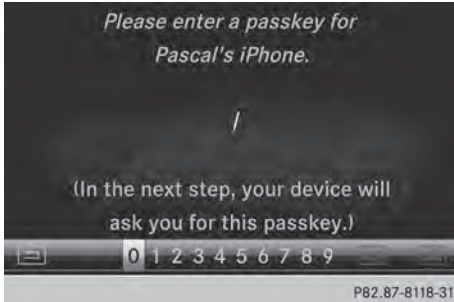 Please enter a passkey for
Pascal's iPhone.
/
(In the next step, your device will
ask you for this passkey.)
0 1 2 3 4 5 6 7 8 9
P82.87-8118-31